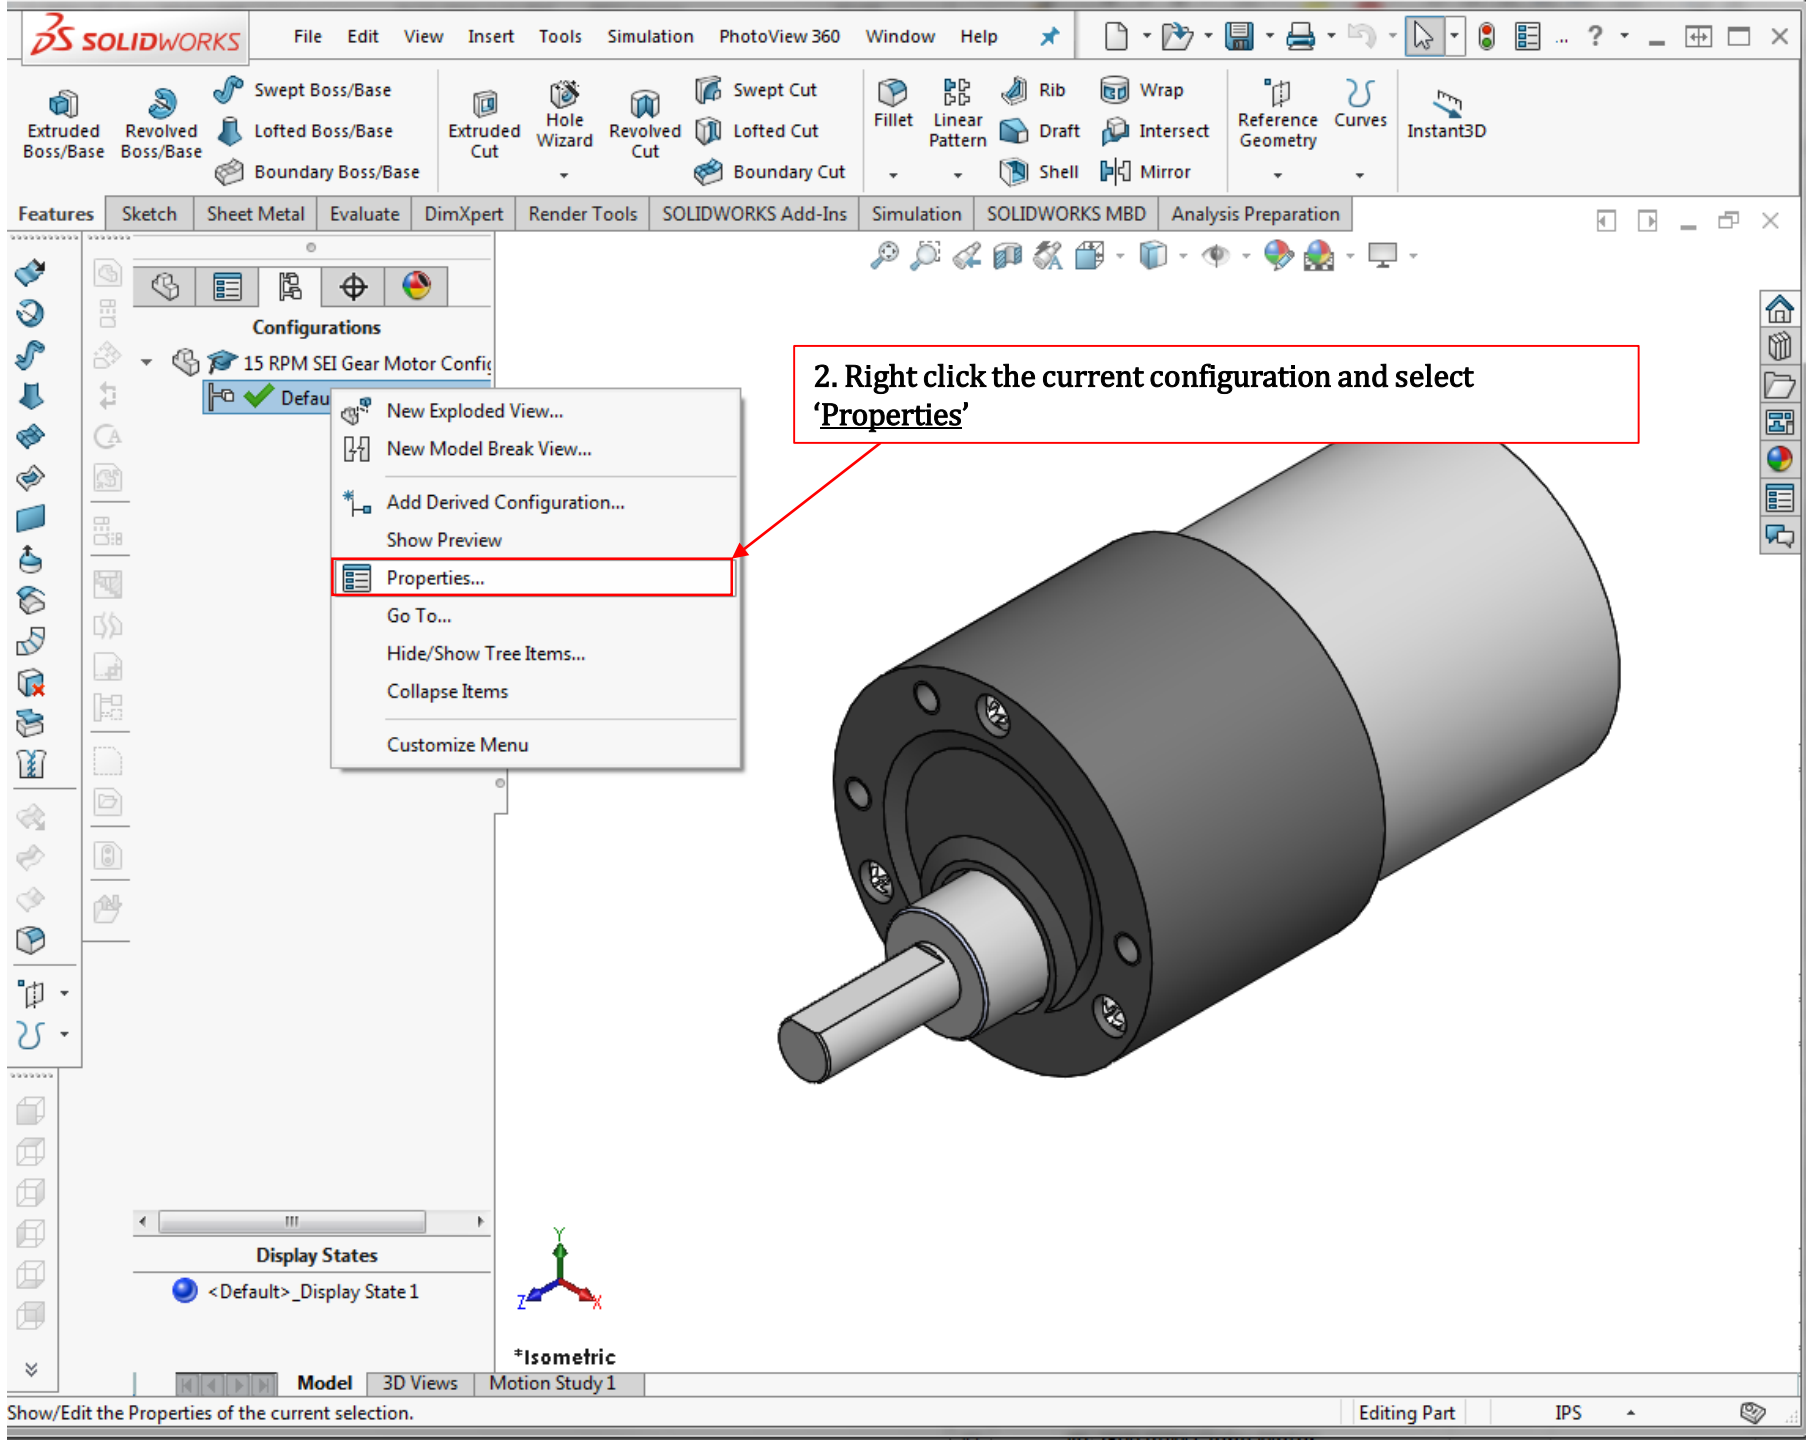 SOLIDWORKS File Edit View Insert Tools Simulation PhotoView 360 Window Help ... ?
Swept Boss/Base Swept Cut Rib Wrap
Extruded Boss/Base Revolved Boss/Base Lofted Boss/Base Extruded Cut Hole Wizard Revolved Cut Lofted Cut Fillet Linear Pattern Draft Intersect Reference Geometry Curves Instant3D
Boundary Boss/Base Boundary Cut Shell Mirror
Features Sketch Sheet Metal Evaluate DimXpert Render Tools SOLIDWORKS Add-Ins Simulation SOLIDWORKS MBD Analysis Preparation
Configurations
15 RPM SEI Gear Motor Config
Defau
New Exploded View...
New Model Break View...
Add Derived Configuration...
Show Preview
Properties...
Go To...
Hide/Show Tree Items...
Collapse Items
Customize Menu
2. Right click the current configuration and select
‘Properties’
Display States
<Default>_Display State 1
Y
Z X
*Isometric
Model 3D Views Motion Study 1
Show/Edit the Properties of the current selection. Editing Part IPS